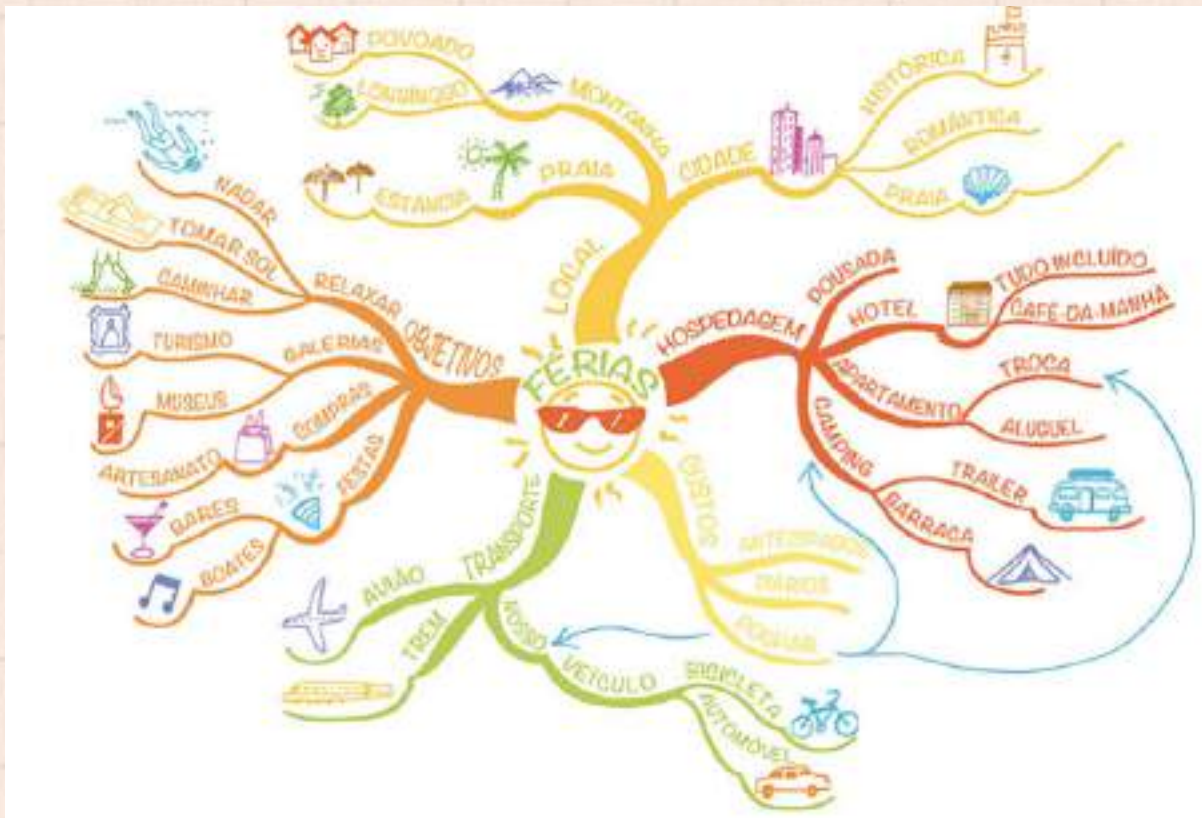 FÉRIAS
LOCAL
MONTANHA
POVOADO
LONGÍNQUO
PRAIA
ESTÂNCIA
CIDADE
HISTÓRICA
ROMÂNTICA
PRAIA
HOSPEDAGEM
POUSADA
HOTEL
TUDO INCLUÍDO
CAFÉ-DA-MANHÃ
APARTAMENTO
TROCA
ALUGUEL
CAMPING
TRAILER
BARRACA
CUSTOS
DIÁRIOS
POUPAR
TRANSPORTE
AVIÃO
TREM
NOSSO
VEÍCULO
BICICLETA
AUTOMÓVEL
OBJETIVOS
RELAXAR
NADAR
TOMAR SOL
CAMINHAR
GALERIAS
TURISMO
MUSEUS
COMPRAS
ARTESANATO
FESTAS
BARES
BOATES